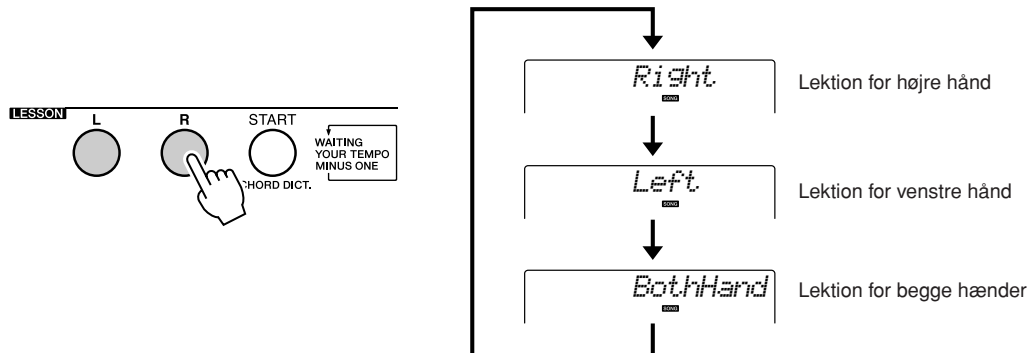 LESSON
L R START
WAITING
YOUR TEMPO
MINUS ONE
CHORD DICT.
Right
SONG
Lektion for højre hånd
Left
SONG
Lektion for venstre hånd
BothHand
SONG
Lektion for begge hænder